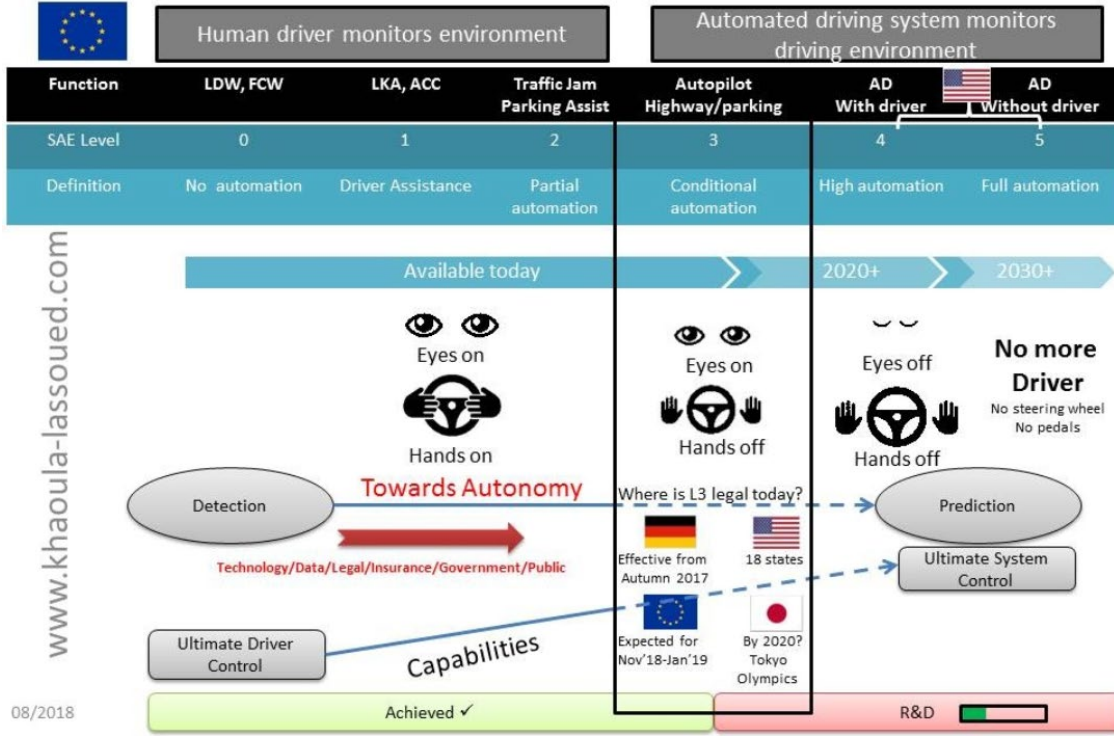 Human driver monitors environment
Automated driving system monitors
driving environment
Function
LDW, FCW
LKA, ACC
Traffic Jam
Parking Assist
Autopilot
Highway/parking
AD
With driver
AD
Without driver
SAE Level
0
1
2
3
4
5
Definition
No automation
Driver Assistance
Partial
automation
Conditional
automation
High automation
Full automation
www.khaoula-lassoued.com
Available today
2020+
2030+
Eyes on
Hands on
Eyes on
Hands off
Eyes off
Hands off
No more
Driver
No steering wheel
No pedals
Detection
Towards Autonomy
Technology/Data/Legal/Insurance/Government/Public
Where is L3 legal today?
Effective from
Autumn 2017
18 states
Expected for
Nov'18-Jan'19
By 2020?
Tokyo
Olympics
Prediction
Ultimate System
Control
Ultimate Driver
Control
Capabilities
08/2018
Achieved ✓
R&D